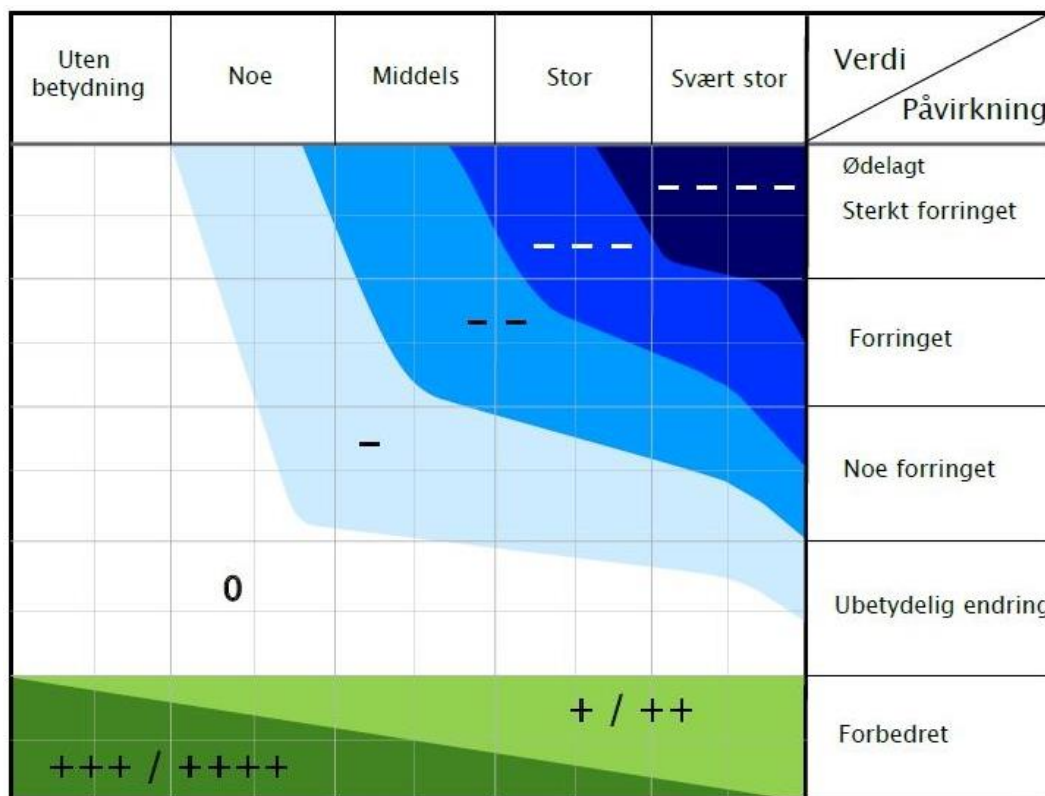 Uten
betydning
Noe
Middels
Stor
Svært stor
Verdi
Påvirkning
Ødelagt
Sterkt forringet
– – – –
– – –
Forringet
– –
Noe forringet
–
Ubetydelig endring
0
Forbedret
+ / ++
+++ / ++++